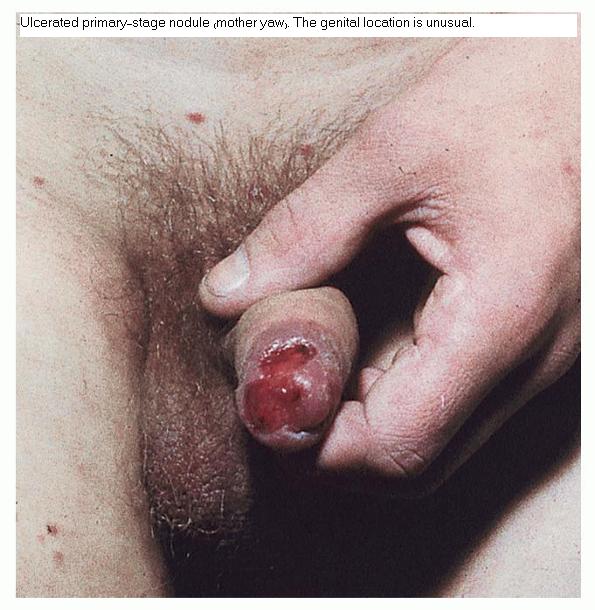 Ulcerated primary-stage nodule (mother yaw). The genital location is unusual.